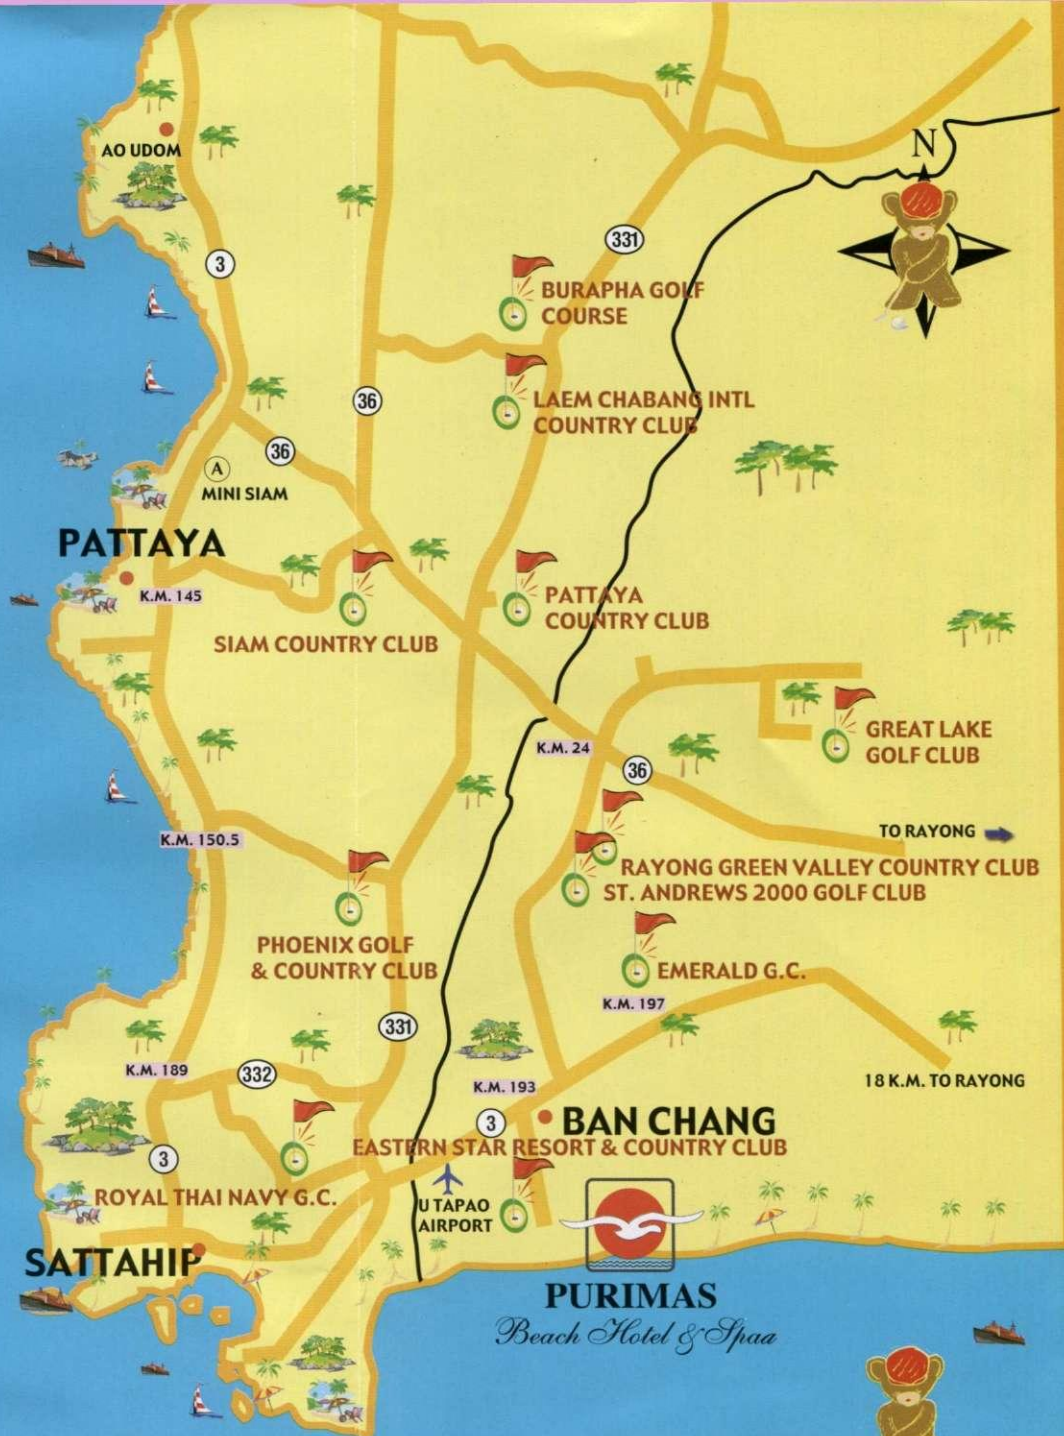 AO UDOM
N
3
331
BURAPHA GOLF
COURSE
36
LAEM CHABANG INTL
COUNTRY CLUB
36
A
MINI SIAM
PATTAYA
K.M. 145
PATTAYA
COUNTRY CLUB
SIAM COUNTRY CLUB
GREAT LAKE
GOLF CLUB
K.M. 24
36
TO RAYONG
K.M. 150.5
RAYONG GREEN VALLEY COUNTRY CLUB
ST. ANDREWS 2000 GOLF CLUB
PHOENIX GOLF
& COUNTRY CLUB
EMERALD G.C.
K.M. 197
331
K.M. 189
332
K.M. 193
18 K.M. TO RAYONG
3
BAN CHANG
EASTERN STAR RESORT & COUNTRY CLUB
3
ROYAL THAI NAVY G.C.
U TAPAO
AIRPORT
SATTAHIP
PURIMAS
Beach Hotel & Spaa